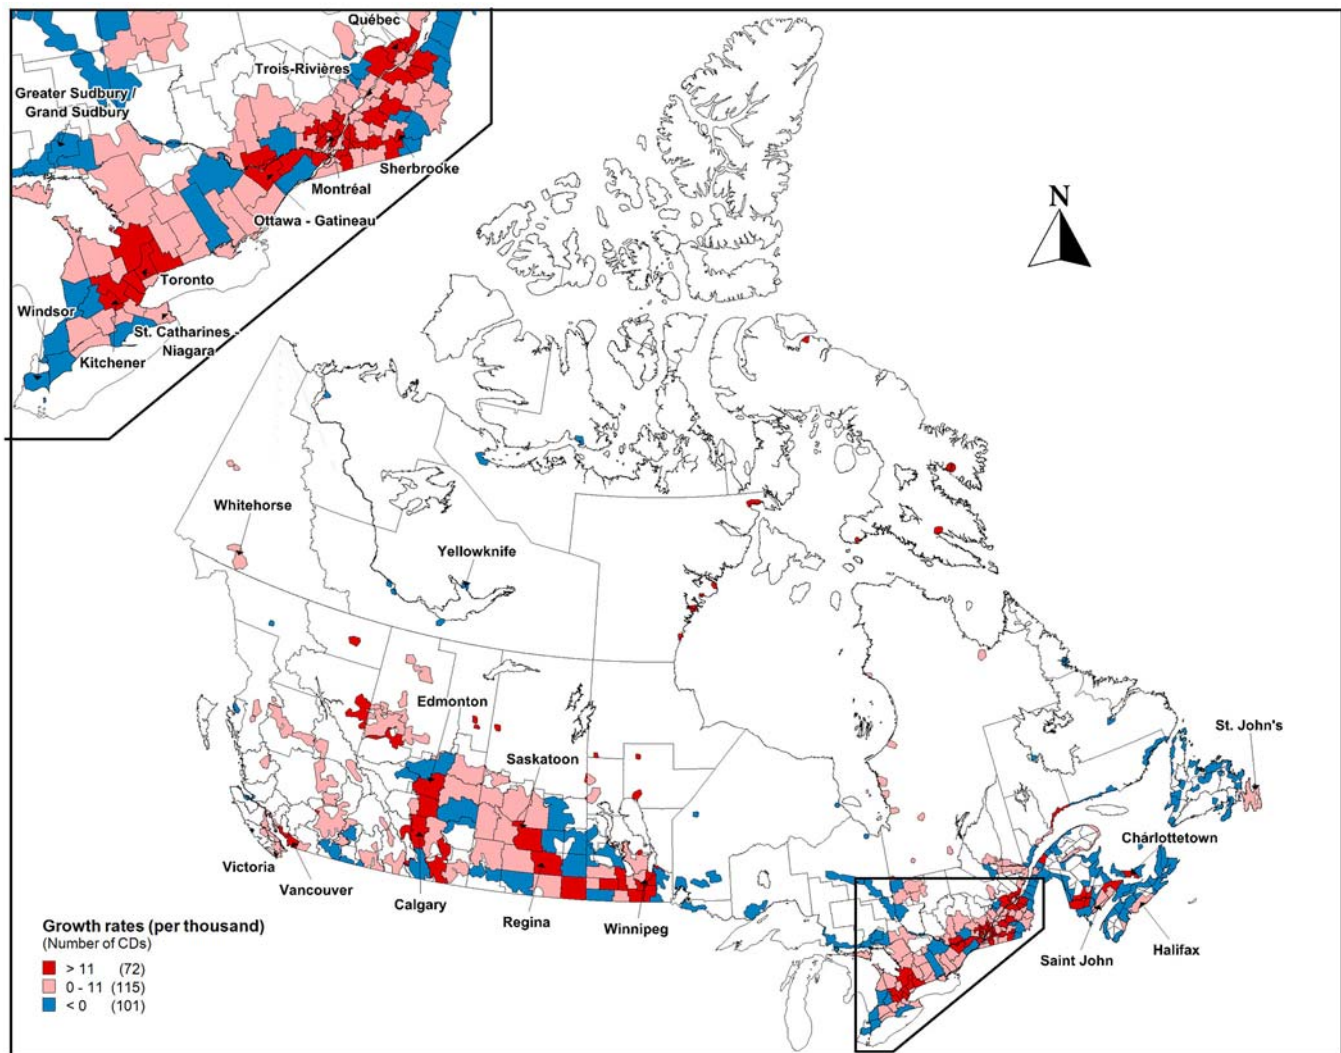 Québec
Trois-Rivières
Greater Sudbury /
Grand Sudbury
Sherbrooke
Montréal
Ottawa - Gatineau
Toronto
Windsor
St. Catharines -
Niagara
Kitchener
N
Whitehorse
Yellowknife
Edmonton
Saskatoon
St. John's
Charlottetown
Victoria
Vancouver
Calgary
Regina
Winnipeg
Halifax
Saint John
Growth rates (per thousand)
(Number of CDs)
> 11 (72)
0 - 11 (115)
< 0 (101)